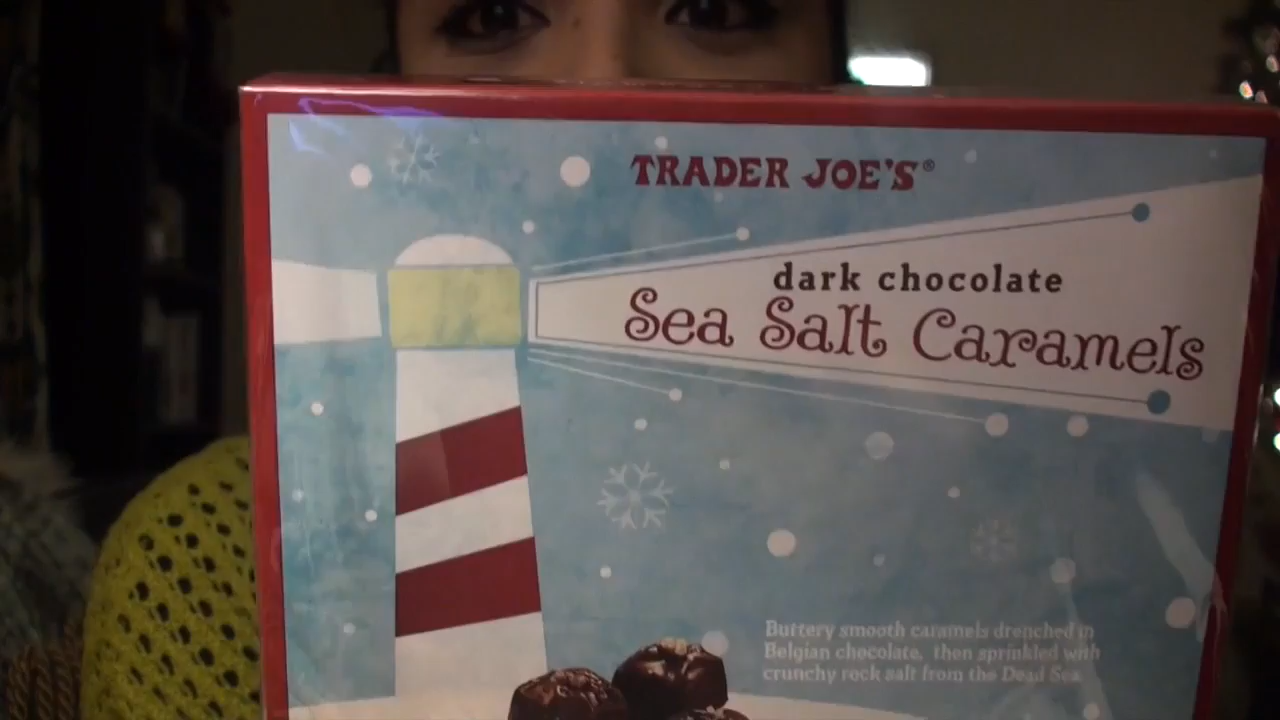 TRADER JOE'S®
dark chocolate
Sea Salt Caramels
Buttery smooth caramels drenched in
Belgian chocolate, then sprinkled with
crunchy rock salt from the Dead Sea.